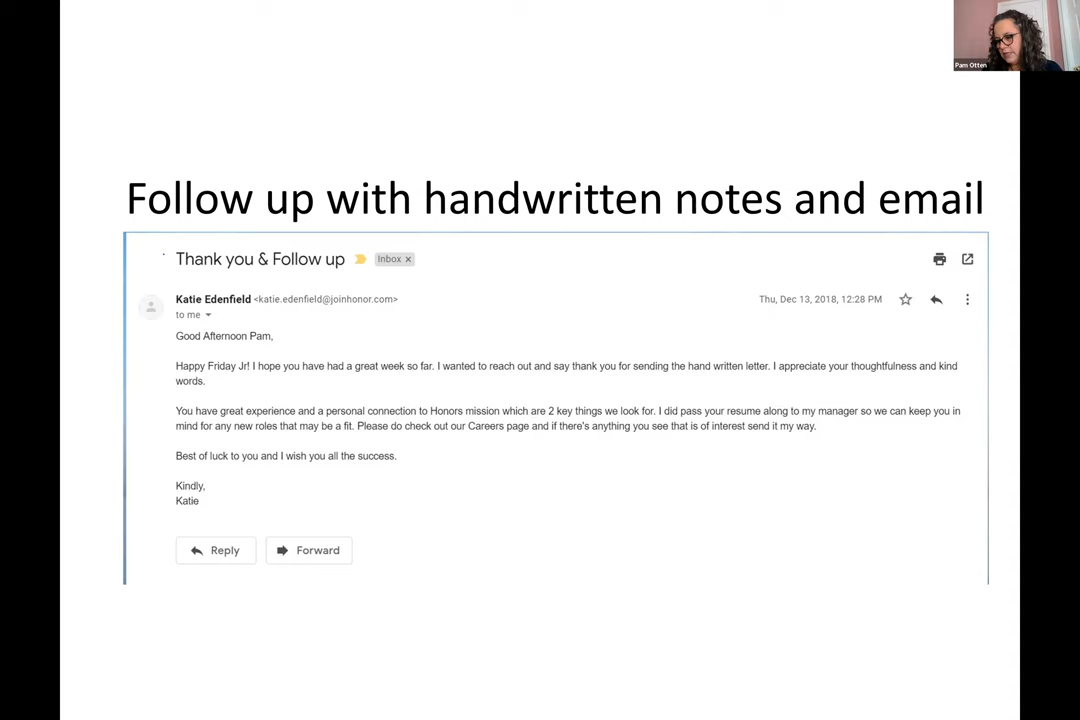 Pam Otten
Follow up with handwritten notes and email
Thank you & Follow up Inbox x
Katie Edenfield <katie.edenfield@joinhonor.com> Thu, Dec 13, 2018, 12:28 PM
to me
Good Afternoon Pam,
Happy Friday Jr! I hope you have had a great week so far. I wanted to reach out and say thank you for sending the hand written letter. I appreciate your thoughtfulness and kind
words.
You have great experience and a personal connection to Honors mission which are 2 key things we look for. I did pass your resume along to my manager so we can keep you in
mind for any new roles that may be a fit. Please do check out our Careers page and if there's anything you see that is of interest send it my way.
Best of luck to you and I wish you all the success.
Kindly,
Katie
Reply Forward